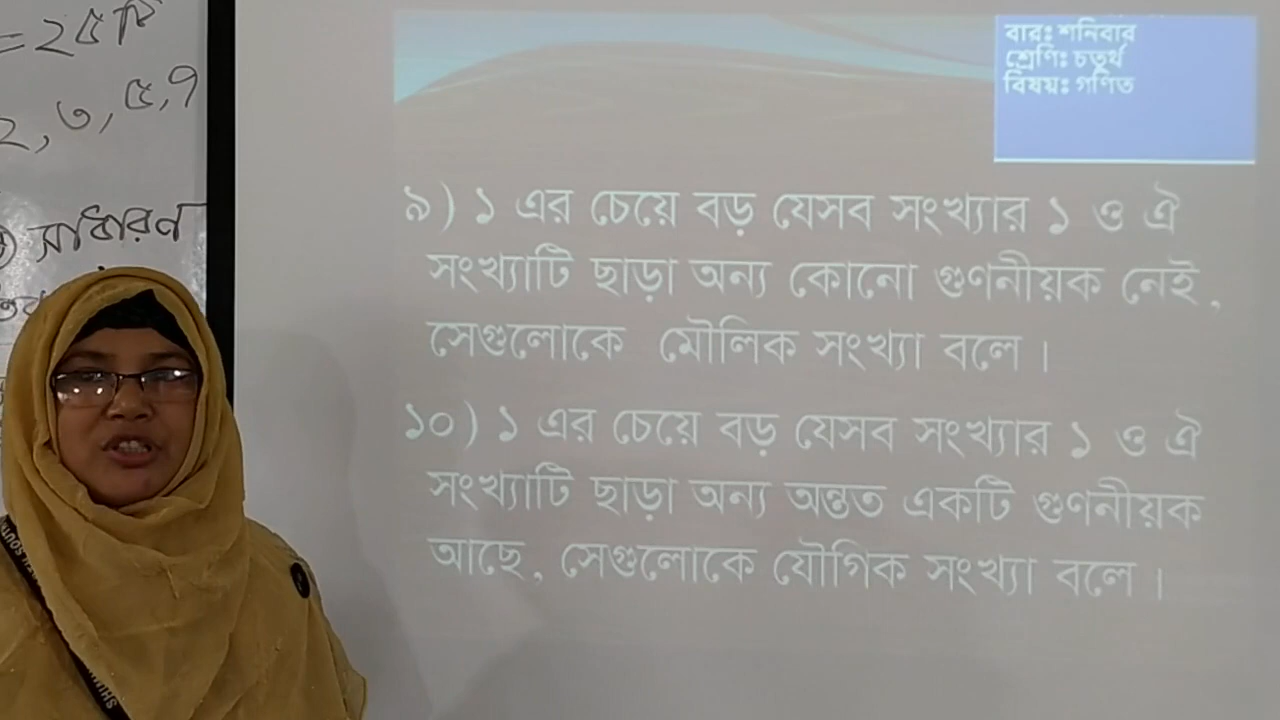 =২৫টি
২, ৩, ৫, ৭
সাধারণ
বারঃ শনিবার
শ্রেণিঃ চতুর্থ
বিষয়ঃ গণিত
৯) ১ এর চেয়ে বড় যেসব সংখ্যার ১ ও ঐ
সংখ্যাটি ছাড়া অন্য কোনো গুণনীয়ক নেই,
সেগুলোকে মৌলিক সংখ্যা বলে।
১০) ১ এর চেয়ে বড় যেসব সংখ্যার ১ ও ঐ
সংখ্যাটি ছাড়া অন্য অন্তত একটি গুণনীয়ক
আছে, সেগুলোকে যৌগিক সংখ্যা বলে।